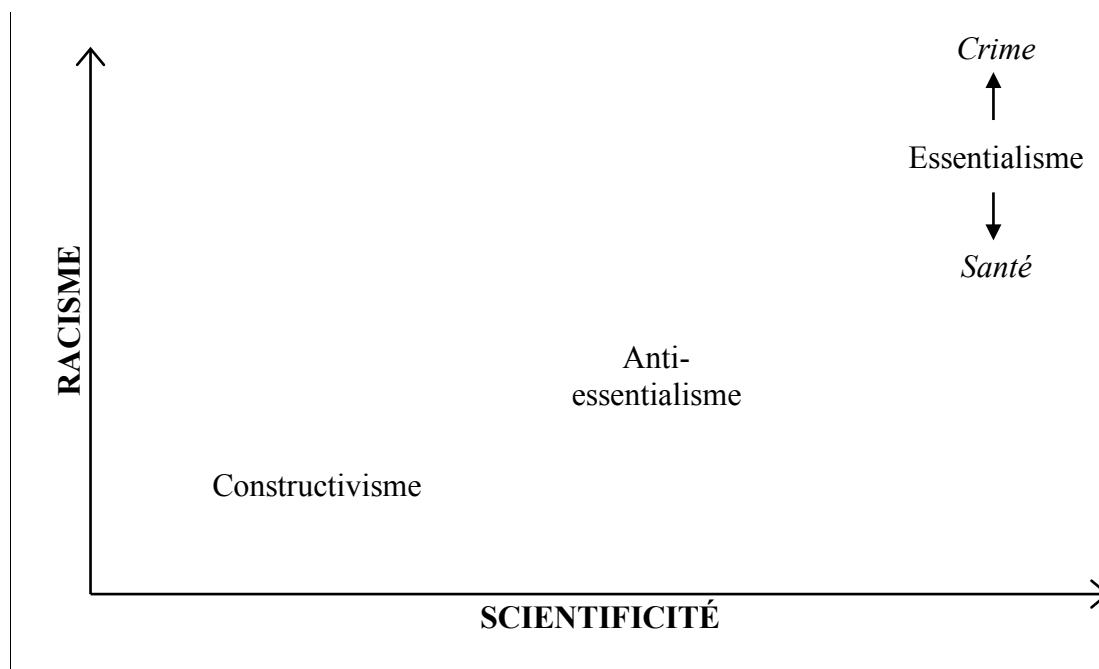 Crime
Essentialisme
Santé
RACISME
Anti-
essentialisme
Constructivisme
SCIENTIFICITÉ